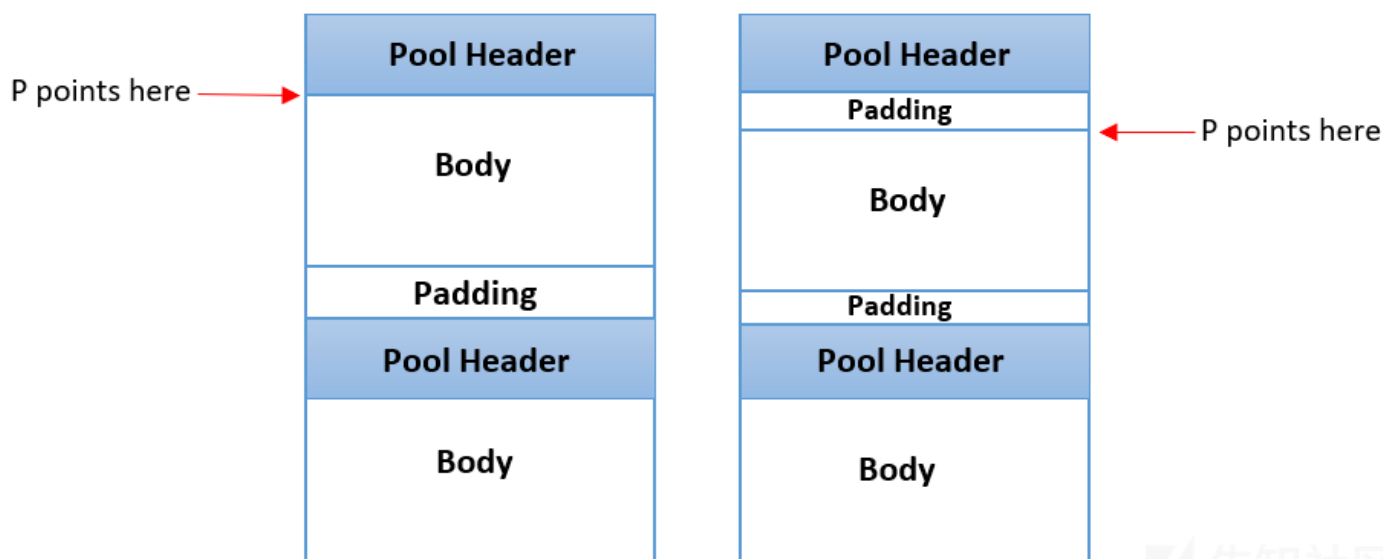 Pool Header
P points here
Body
Padding
Pool Header
Body
Pool Header
Padding
P points here
Body
Padding
Pool Header
Body